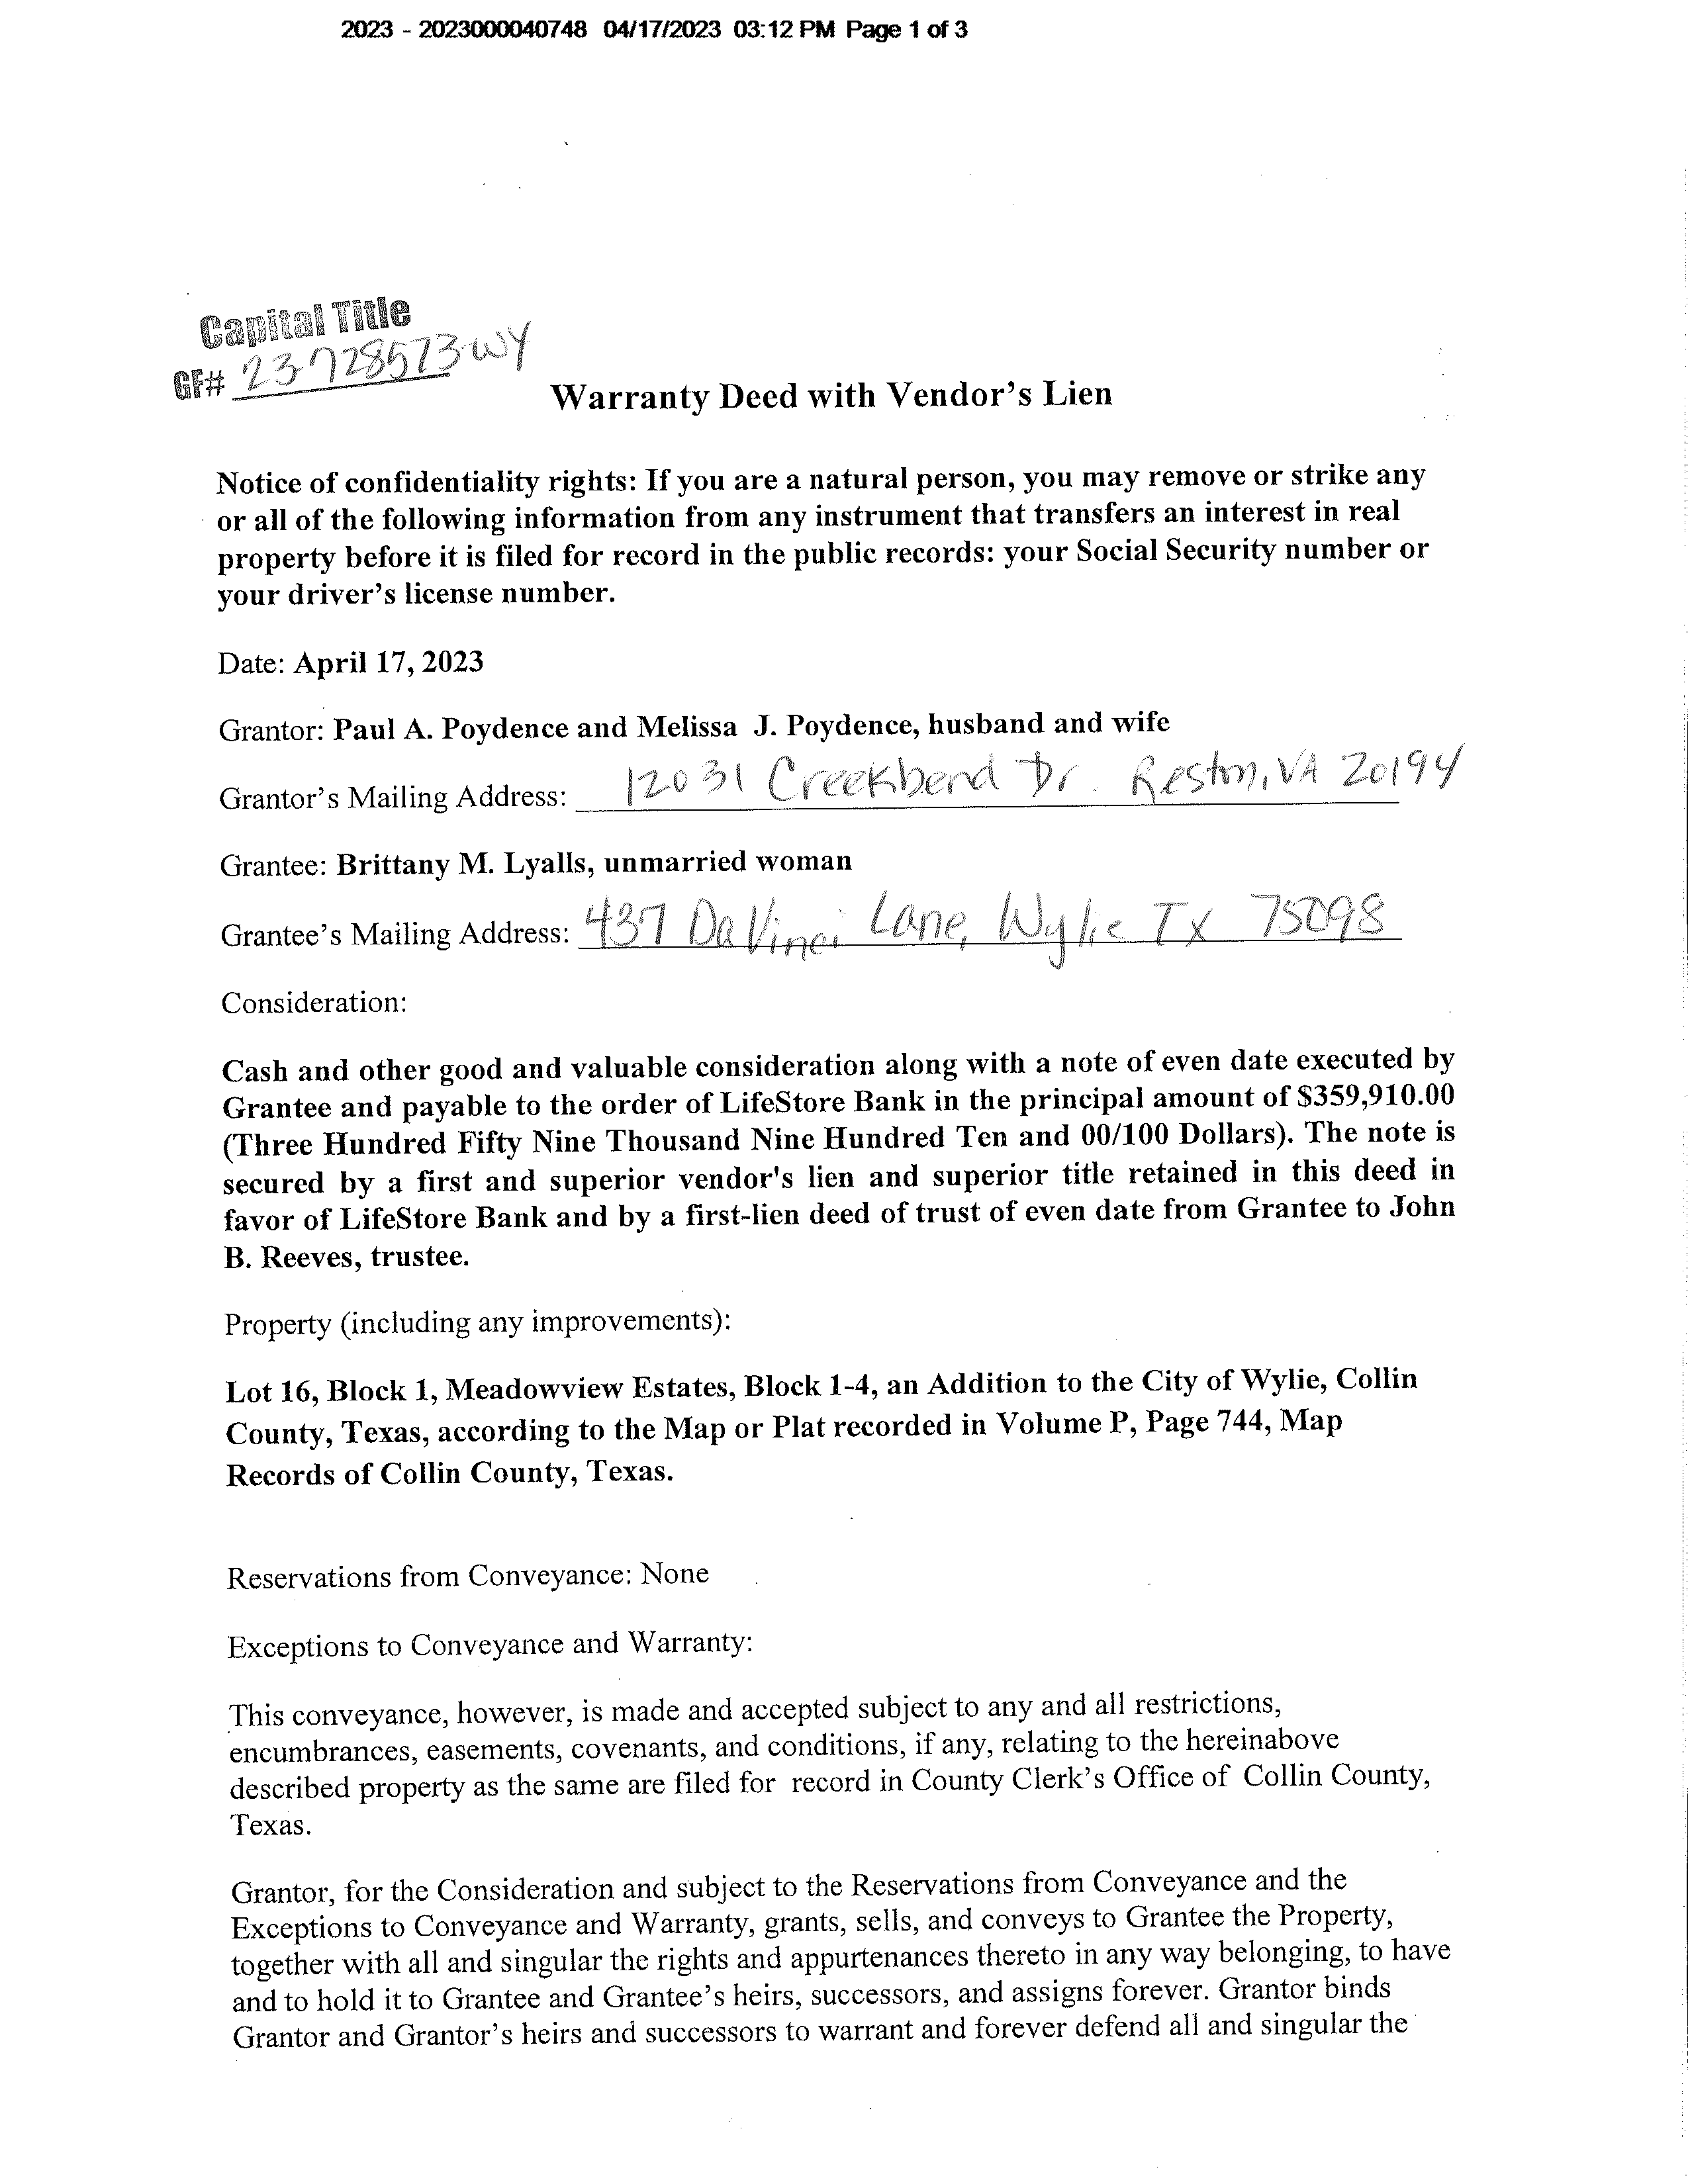 2023 - 2023000040748 04/17/2023 03:12 PM Page 1 of 3
Capital Title
GF# 23-728573-WY
Warranty Deed with Vendor's Lien
Notice of confidentiality rights: If you are a natural person, you may remove or strike any
or all of the following information from any instrument that transfers an interest in real
property before it is filed for record in the public records: your Social Security number or
your driver's license number.
Date: April 17, 2023
Grantor: Paul A. Poydence and Melissa J. Poydence, husband and wife
Grantor's Mailing Address: 12031 Creekbend Dr. Reston, VA 20194
Grantee: Brittany M. Lyalls, unmarried woman
Grantee's Mailing Address: 437 DaVinci Lane, Wylie TX 75098
Consideration:
Cash and other good and valuable consideration along with a note of even date executed by
Grantee and payable to the order of LifeStore Bank in the principal amount of $359,910.00
(Three Hundred Fifty Nine Thousand Nine Hundred Ten and 00/100 Dollars). The note is
secured by a first and superior vendor's lien and superior title retained in this deed in
favor of LifeStore Bank and by a first-lien deed of trust of even date from Grantee to John
B. Reeves, trustee.
Property (including any improvements):
Lot 16, Block 1, Meadowview Estates, Block 1-4, an Addition to the City of Wylie, Collin
County, Texas, according to the Map or Plat recorded in Volume P, Page 744, Map
Records of Collin County, Texas.
Reservations from Conveyance: None
Exceptions to Conveyance and Warranty:
This conveyance, however, is made and accepted subject to any and all restrictions,
encumbrances, easements, covenants, and conditions, if any, relating to the hereinabove
described property as the same are filed for record in County Clerk's Office of Collin County,
Texas.
Grantor, for the Consideration and subject to the Reservations from Conveyance and the
Exceptions to Conveyance and Warranty, grants, sells, and conveys to Grantee the Property,
together with all and singular the rights and appurtenances thereto in any way belonging, to have
and to hold it to Grantee and Grantee's heirs, successors, and assigns forever. Grantor binds
Grantor and Grantor's heirs and successors to warrant and forever defend all and singular the